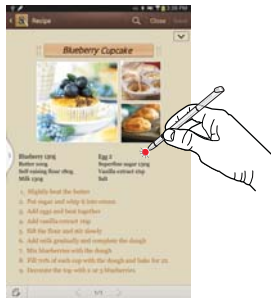 Recipe Close Save
Blueberry Cupcake
Blueberry 150g Egg 2
Butter 100g Superfine sugar 130g
Self-raising flour 180g Vanilla extract 1tsp
Milk 130g Salt
1. Slightly beat the butter
2. Put sugar and whip it into cream
3. Add eggs and beat together
4. Add vanilla extract 1tsp
5. Sift the flour and stir slowly
6. Add milk gradually and complete the dough
7. Mix blueberries with the dough
8. Fill 70% of each cup with the dough and bake for 20
9. Decorate the top with 2 or 3 blueberries.
1/1